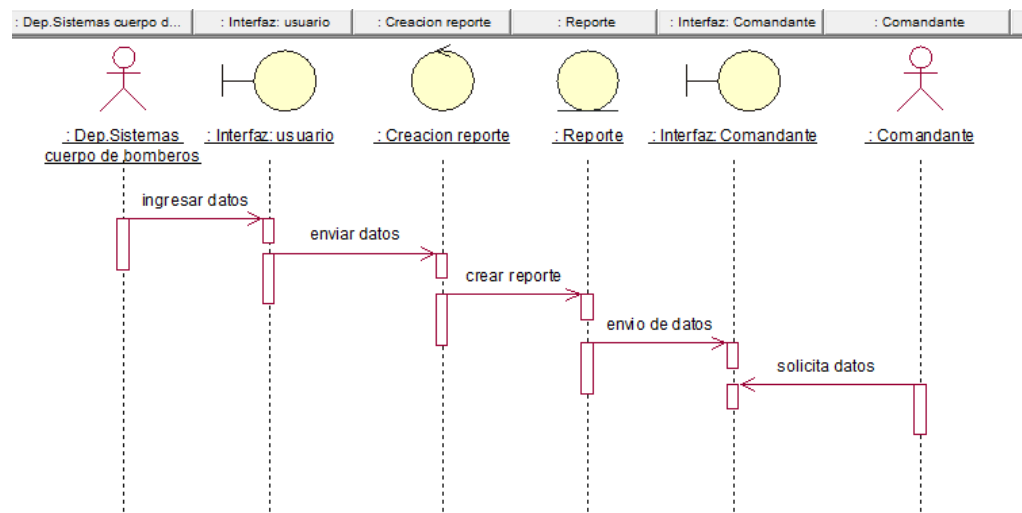 : Dep.Sistemas cuerpo d... : Interfaz: usuario : Creacion reporte : Reporte : Interfaz: Comandante : Comandante
: Dep.Sistemas : Interfaz: usuario : Creacion reporte : Reporte : Interfaz: Comandante : Comandante
cuerpo de bomberos
ingresar datos
enviar datos
crear reporte
envio de datos
solicita datos